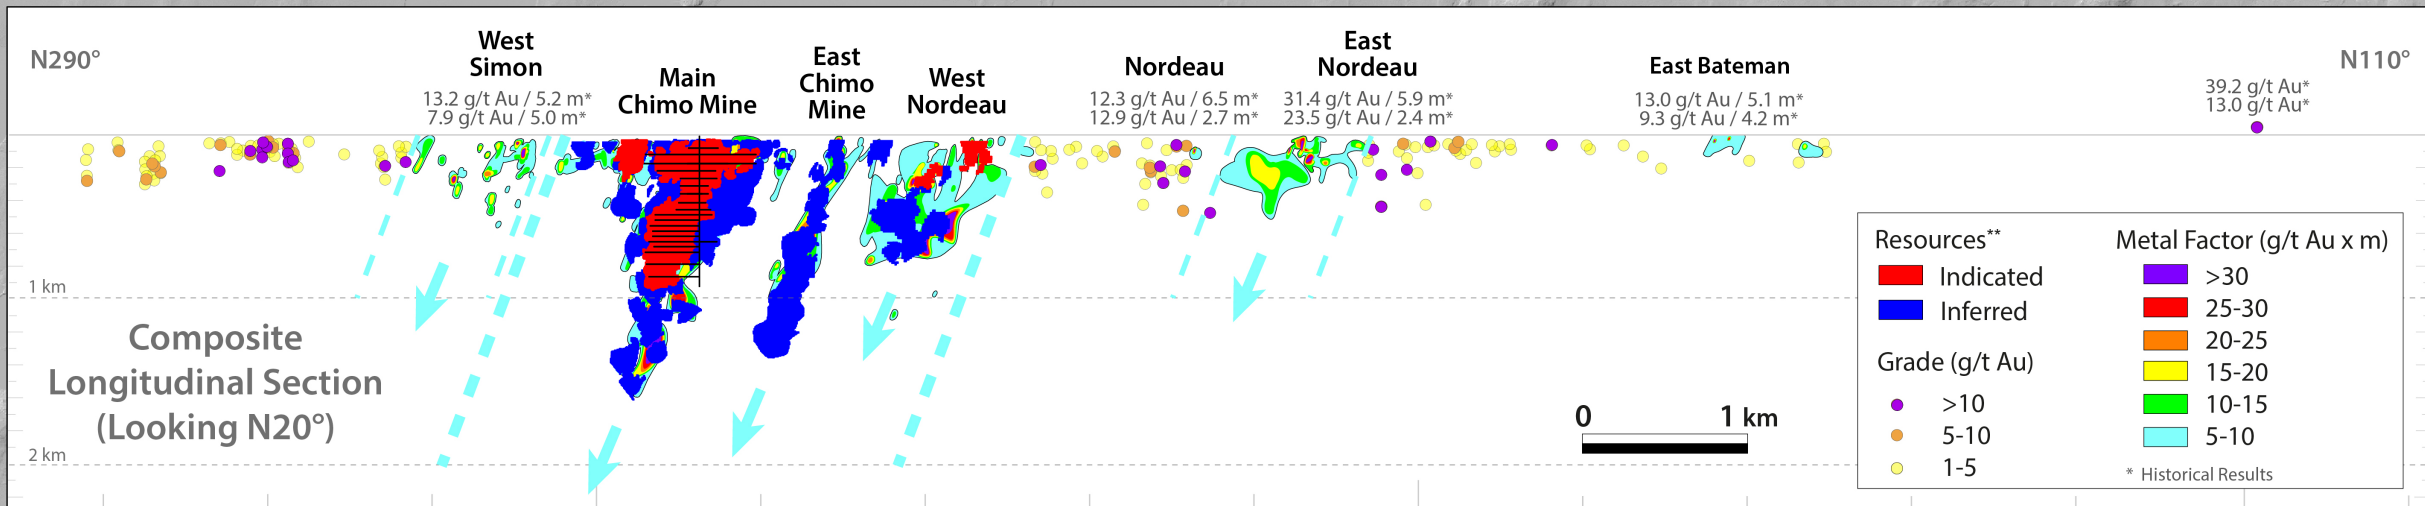 N290°
West
Simon
13.2 g/t Au / 5.2 m*
7.9 g/t Au / 5.0 m*
Main
Chimo Mine
East
Chimo
Mine
West
Nordeau
Nordeau
12.3 g/t Au / 6.5 m*
12.9 g/t Au / 2.7 m*
East
Nordeau
31.4 g/t Au / 5.9 m*
23.5 g/t Au / 2.4 m*
East Bateman
13.0 g/t Au / 5.1 m*
9.3 g/t Au / 4.2 m*
39.2 g/t Au*
13.0 g/t Au*
N110°
1 km
2 km
Composite
Longitudinal Section
(Looking N20°)
0 1 km
Resources**
Indicated
Inferred
Grade (g/t Au)
>10
5-10
1-5
Metal Factor (g/t Au x m)
>30
25-30
20-25
15-20
10-15
5-10
* Historical Results